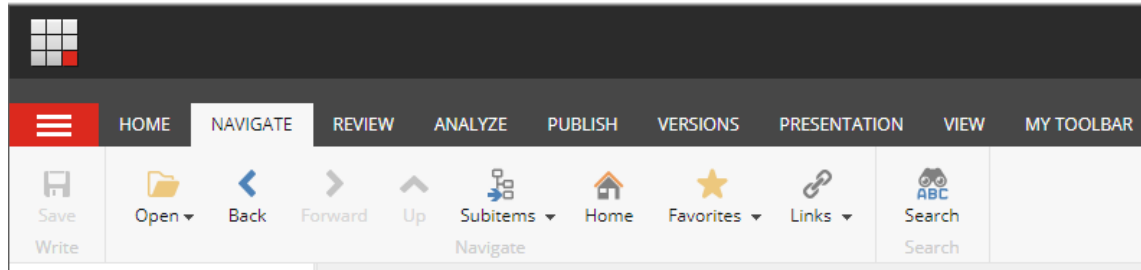 HOME NAVIGATE REVIEW ANALYZE PUBLISH VERSIONS PRESENTATION VIEW MY TOOLBAR
ABC
Save Open Back Forward Up Subitems Home Favorites Links Search
Write Navigate Search